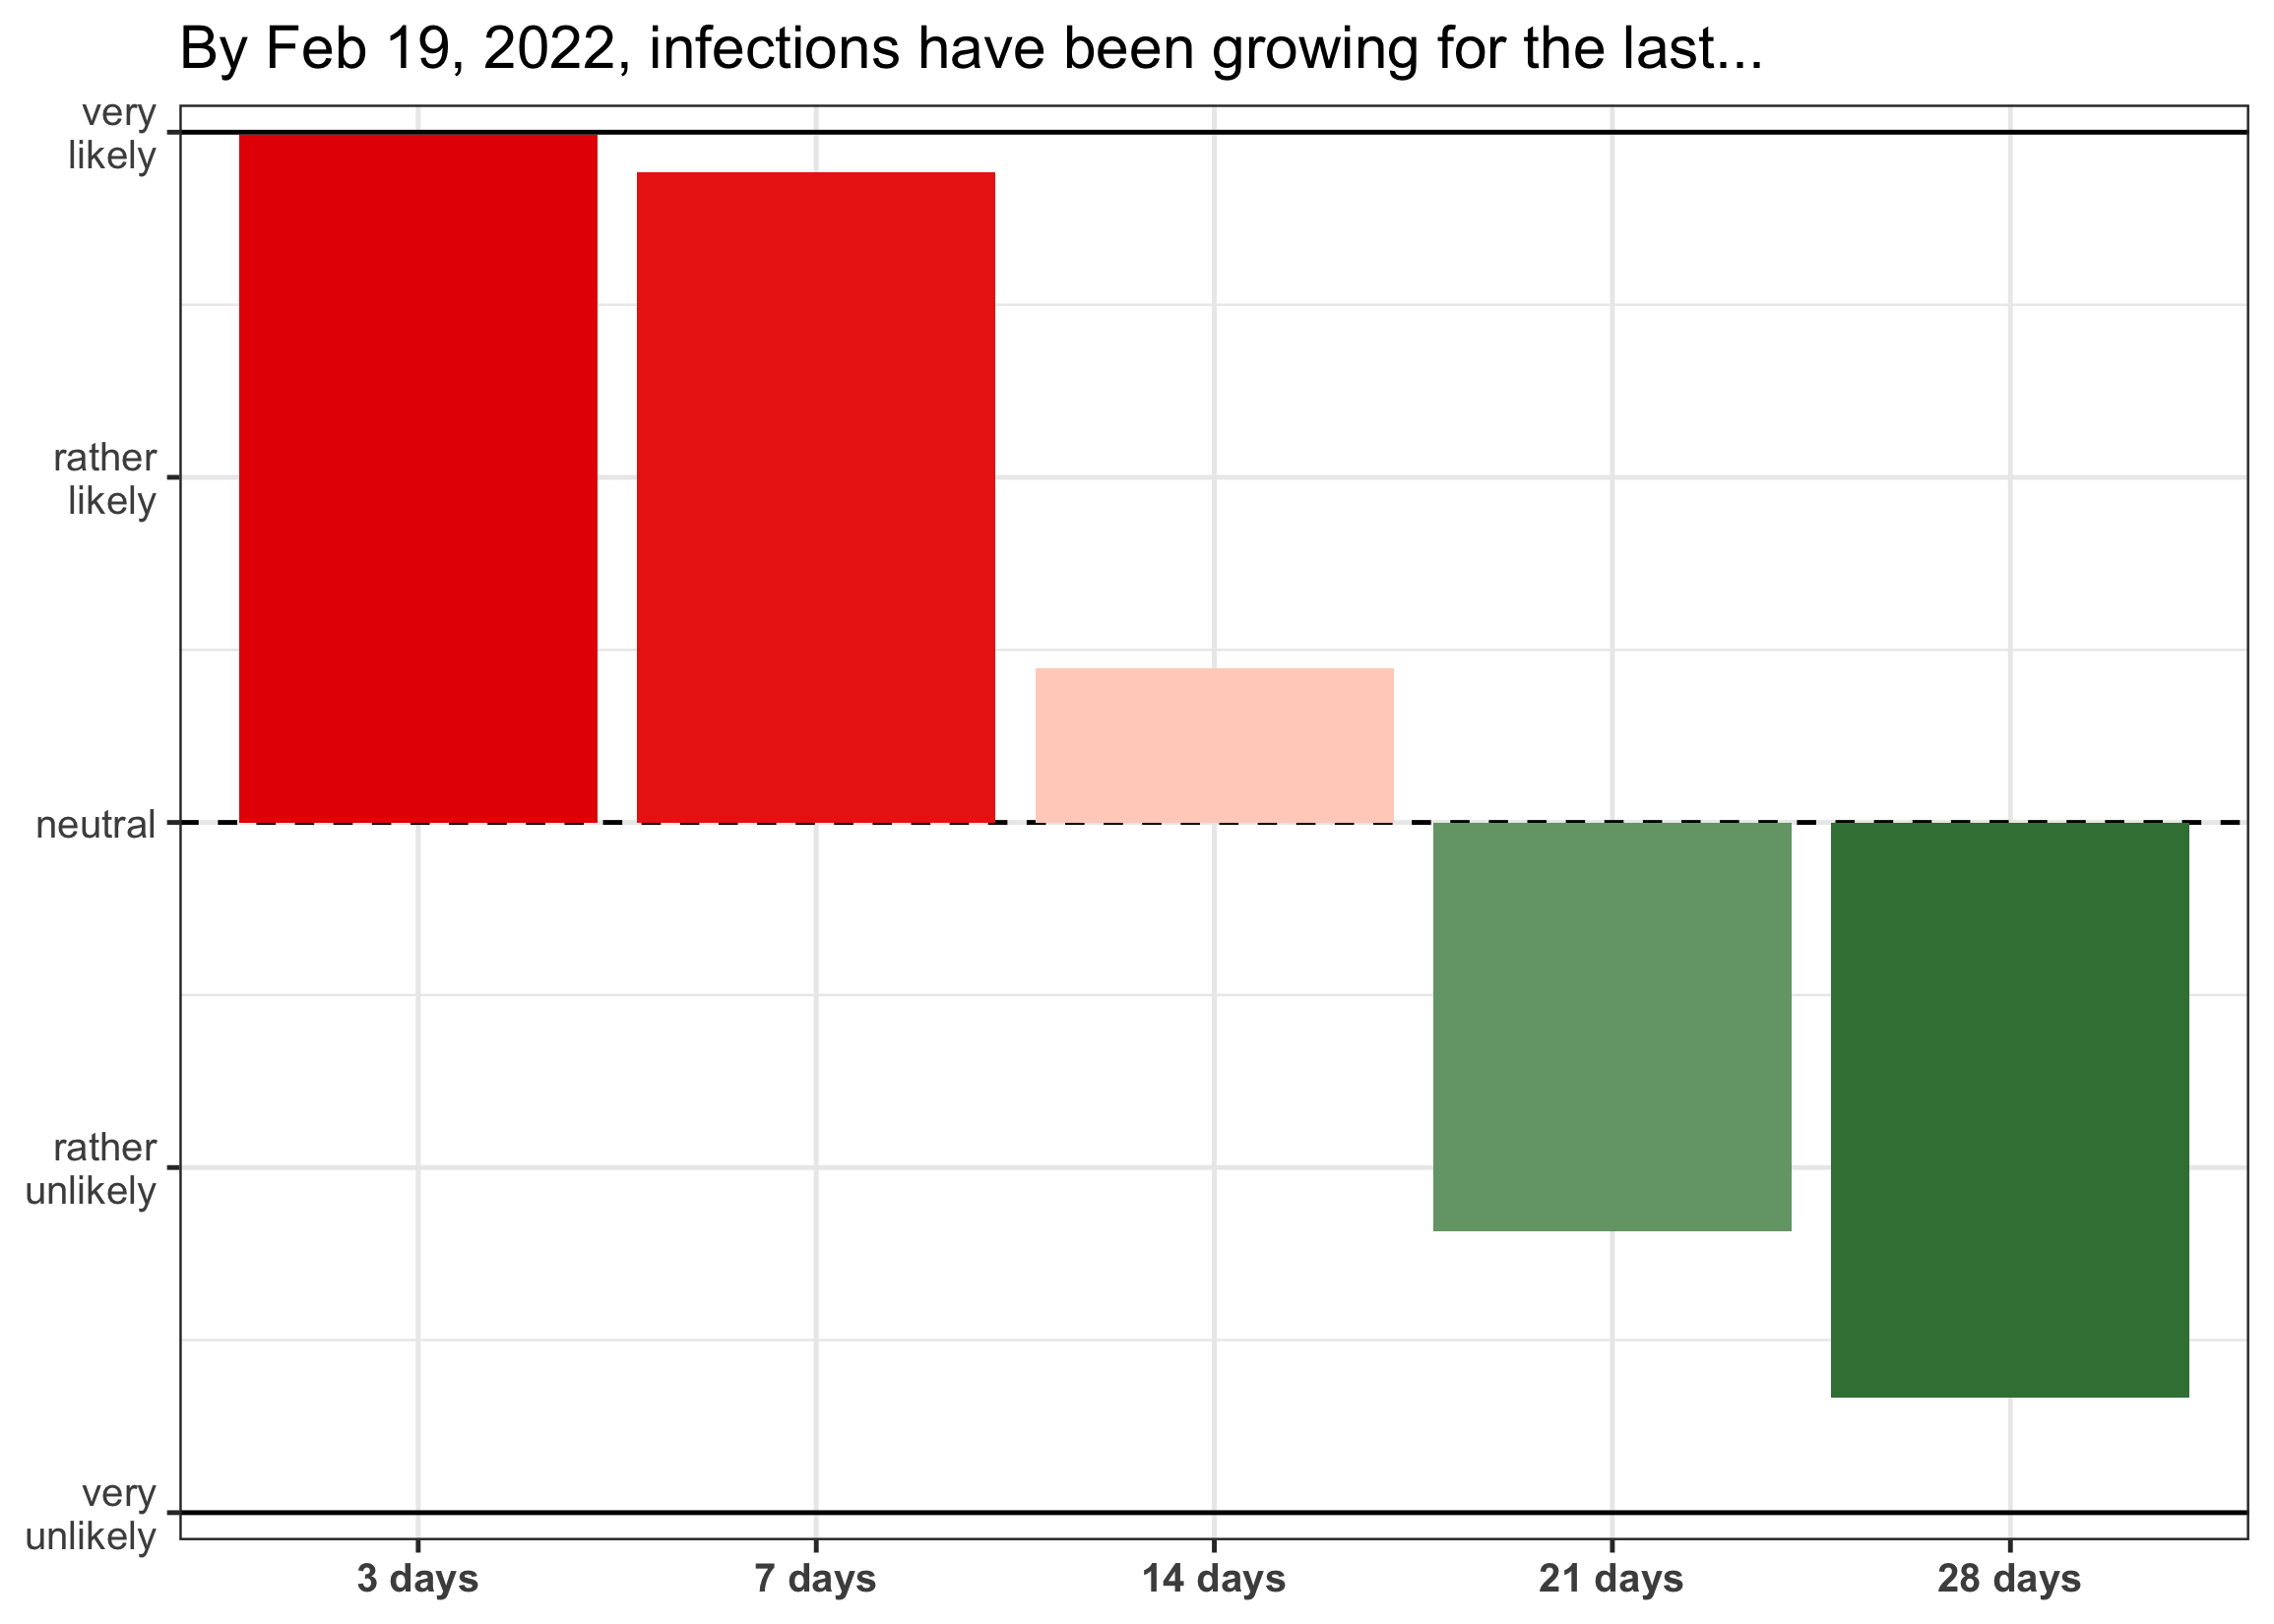 By Feb 19, 2022, infections have been growing for the last...
very
likely
rather
likely
neutral
rather
unlikely
very
unlikely
3 days
7 days
14 days
21 days
28 days